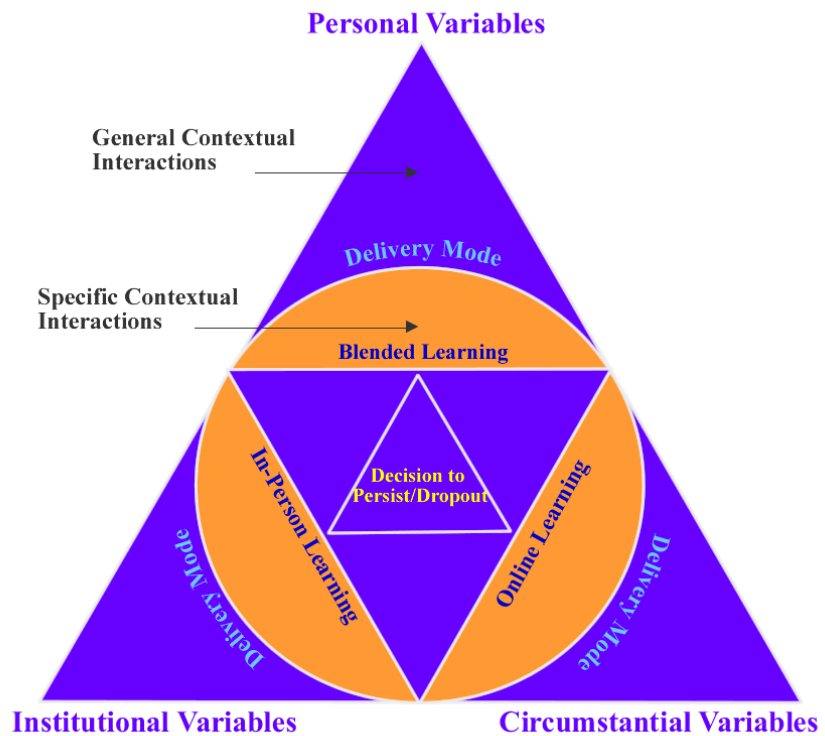 Personal Variables
General Contextual
Interactions
Delivery Mode
Specific Contextual
Interactions
Blended Learning
In-Person Learning
Decision to
Persist/Dropout
Online Learning
Delivery Mode
Delivery Mode
Institutional Variables
Circumstantial Variables